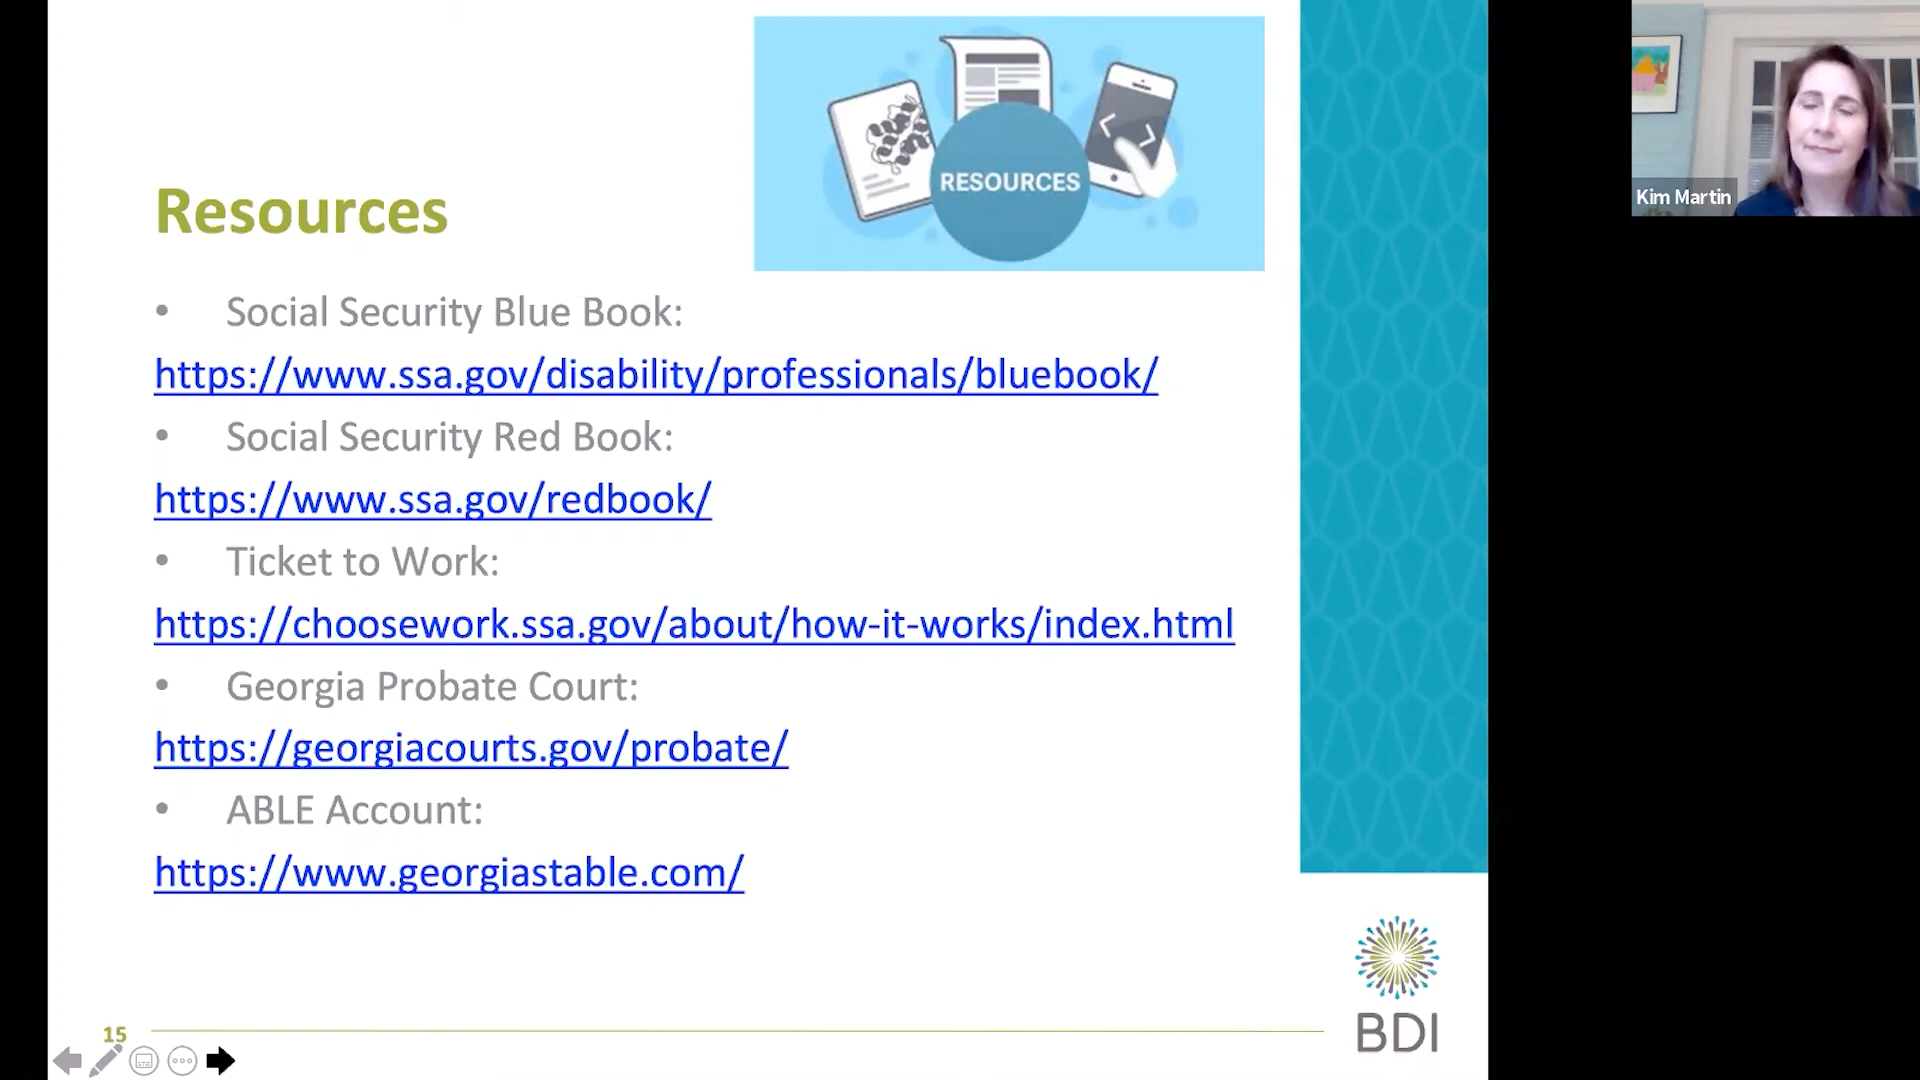 RESOURCES
Resources
• Social Security Blue Book:
https://www.ssa.gov/disability/professionals/bluebook/
• Social Security Red Book:
https://www.ssa.gov/redbook/
• Ticket to Work:
https://choosework.ssa.gov/about/how-it-works/index.html
• Georgia Probate Court:
https://georgiacourts.gov/probate/
• ABLE Account:
https://www.georgiastable.com/
15
BDI
Kim Martin